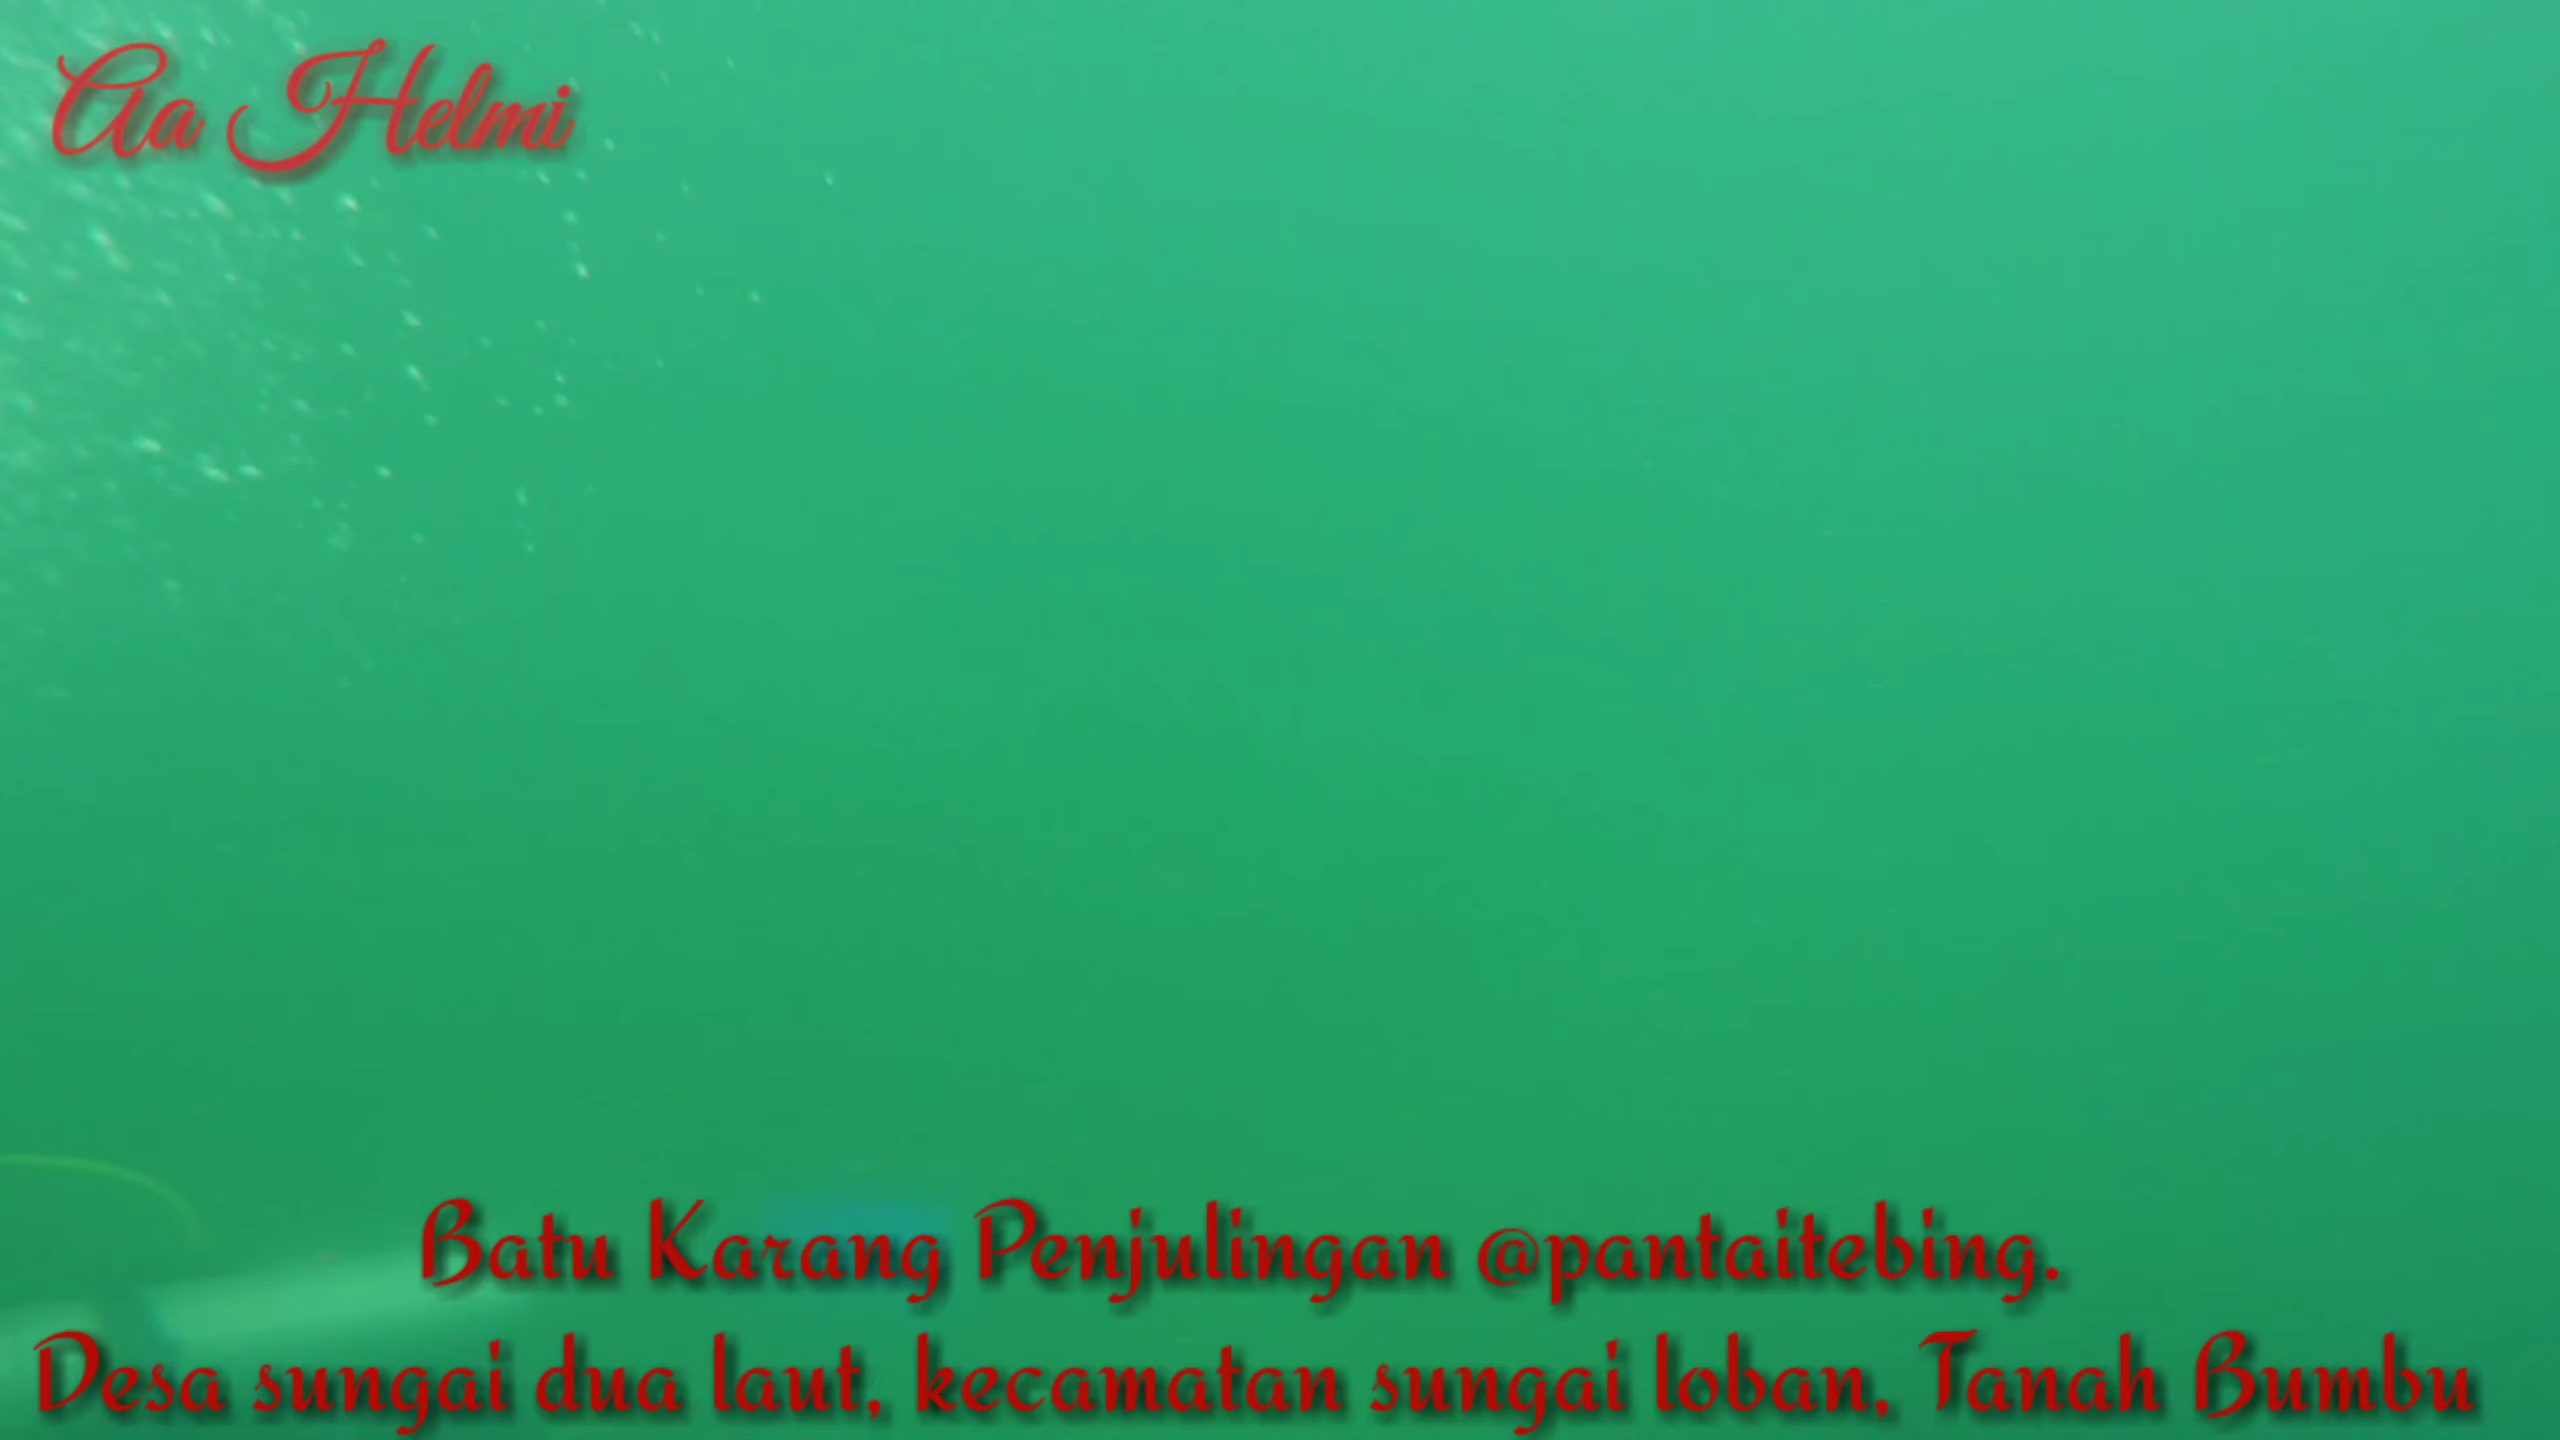 Aa Helmi
Batu Karang Penjulingan @pantaitebing.
Desa sungai dua laut, kecamatan sungai loban, Tanah Bumbu